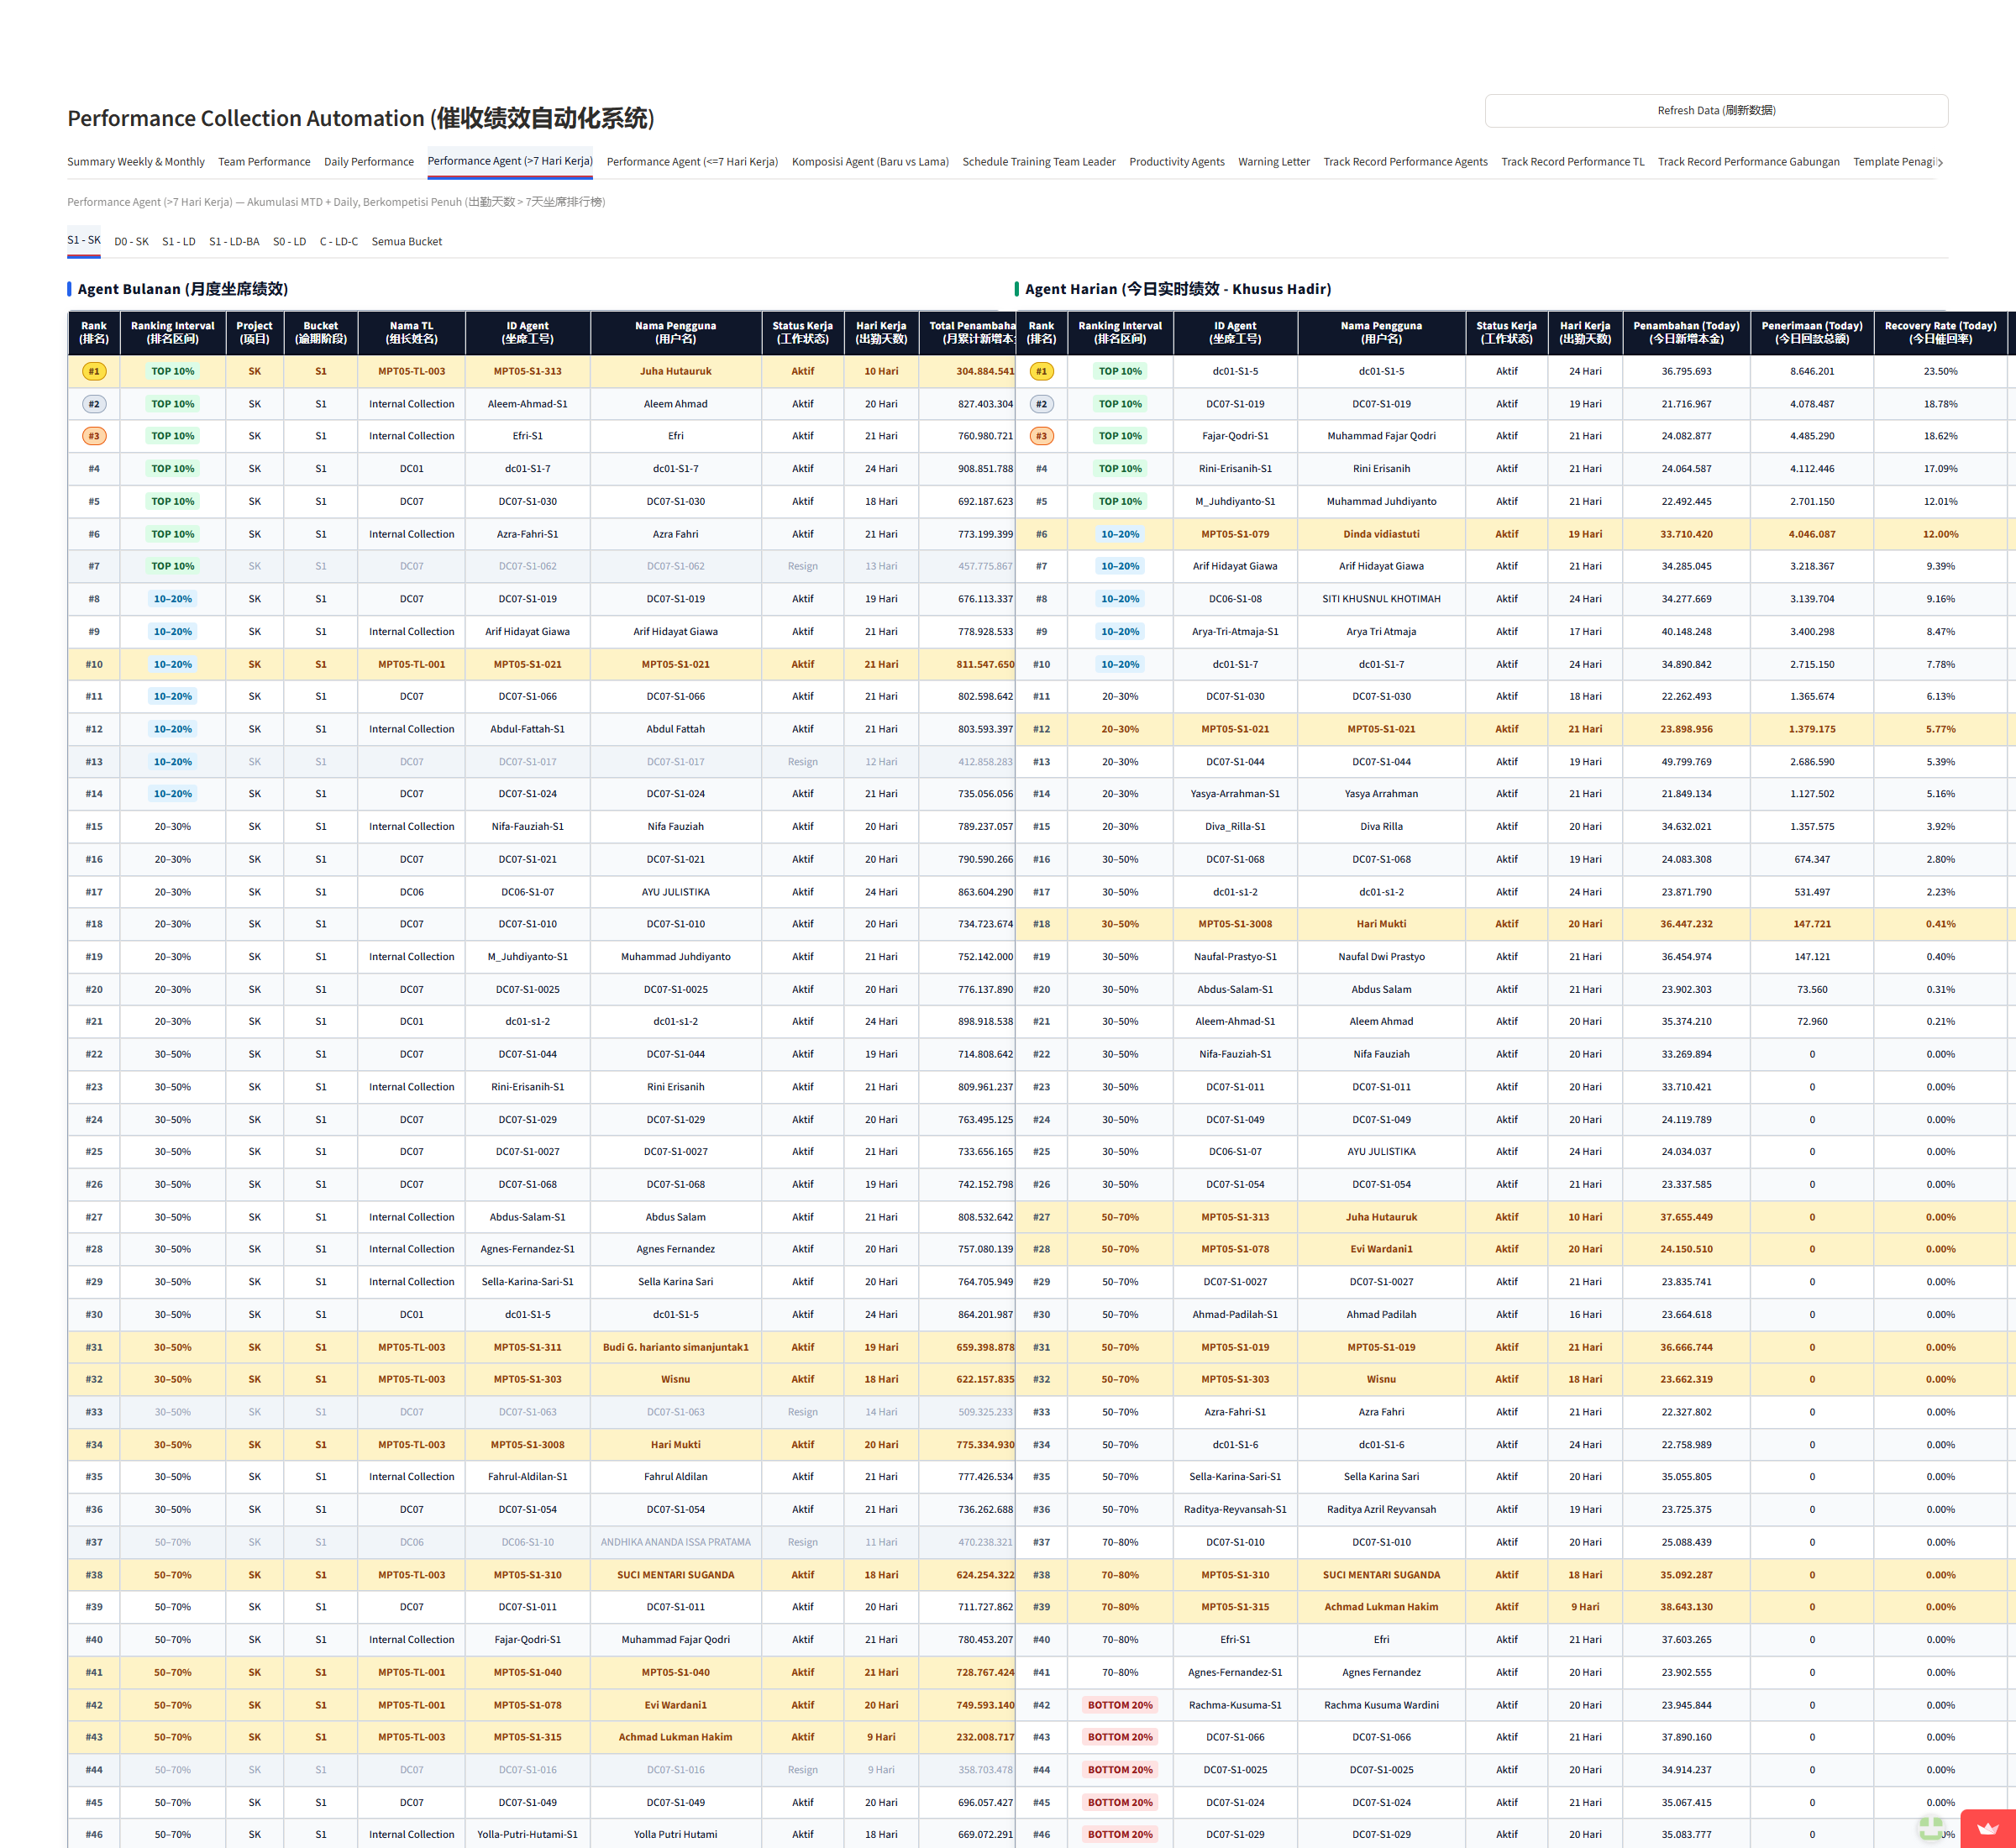 Performance Collection Automation (催收绩效自动化系统)
Refresh Data (刷新数据)
Summary Weekly & Monthly Team Performance Daily Performance Performance Agent (>7 Hari Kerja) Performance Agent (<=7 Hari Kerja) Komposisi Agent (Baru vs Lama) Schedule Training Team Leader Productivity Agents Warning Letter Track Record Performance Agents Track Record Performance TL Track Record Performance Gabungan Template Penagi
Performance Agent (>7 Hari Kerja) — Akumulasi MTD + Daily, Berkompetisi Penuh (出勤天数 > 7天坐席排行榜)
S1 - SK D0 - SK S1 - LD S1 - LD-BA S0 - LD C - LD-C Semua Bucket
Agent Bulanan (月度坐席绩效)
Rank Ranking Interval Project Bucket Nama TL ID Agent Nama Pengguna Status Kerja Hari Kerja Total Penambaha
(排名) (排名区间) (项目) (逾期阶段) (组长姓名) (坐席工号) (用户名) (工作状态) (出勤天数) (月累计新增本
#1 TOP 10% SK S1 MPT05-TL-003 MPT05-S1-313 Juha Hutauruk Aktif 10 Hari 304.884.541
#2 TOP 10% SK S1 Internal Collection Aleem-Ahmad-S1 Aleem Ahmad Aktif 20 Hari 827.403.304
#3 TOP 10% SK S1 Internal Collection Efri-S1 Efri Aktif 21 Hari 760.980.721
#4 TOP 10% SK S1 DC01 dc01-S1-7 dc01-S1-7 Aktif 24 Hari 908.851.788
#5 TOP 10% SK S1 DC07 DC07-S1-030 DC07-S1-030 Aktif 18 Hari 692.187.623
#6 TOP 10% SK S1 Internal Collection Azra-Fahri-S1 Azra Fahri Aktif 21 Hari 773.199.399
#7 TOP 10% SK S1 DC07 DC07-S1-062 DC07-S1-062 Resign 13 Hari 457.775.867
#8 10–20% SK S1 DC07 DC07-S1-019 DC07-S1-019 Aktif 19 Hari 676.113.337
#9 10–20% SK S1 Internal Collection Arif Hidayat Giawa Arif Hidayat Giawa Aktif 21 Hari 778.928.533
#10 10–20% SK S1 MPT05-TL-001 MPT05-S1-021 MPT05-S1-021 Aktif 21 Hari 811.547.650
#11 10–20% SK S1 DC07 DC07-S1-066 DC07-S1-066 Aktif 21 Hari 802.598.642
#12 10–20% SK S1 Internal Collection Abdul-Fattah-S1 Abdul Fattah Aktif 21 Hari 803.593.397
#13 10–20% SK S1 DC07 DC07-S1-017 DC07-S1-017 Resign 12 Hari 412.858.283
#14 10–20% SK S1 DC07 DC07-S1-024 DC07-S1-024 Aktif 21 Hari 735.056.056
#15 20–30% SK S1 Internal Collection Nifa-Fauziah-S1 Nifa Fauziah Aktif 20 Hari 789.237.057
#16 20–30% SK S1 DC07 DC07-S1-021 DC07-S1-021 Aktif 20 Hari 790.590.266
#17 20–30% SK S1 DC06 DC06-S1-07 AYU JULISTIKA Aktif 24 Hari 863.604.290
#18 20–30% SK S1 DC07 DC07-S1-010 DC07-S1-010 Aktif 20 Hari 734.723.674
#19 20–30% SK S1 Internal Collection M_Juhdiyanto-S1 Muhammad Juhdiyanto Aktif 21 Hari 752.142.000
#20 20–30% SK S1 DC07 DC07-S1-0025 DC07-S1-0025 Aktif 20 Hari 776.137.890
#21 20–30% SK S1 DC01 dc01-s1-2 dc01-s1-2 Aktif 24 Hari 898.918.538
#22 30–50% SK S1 DC07 DC07-S1-044 DC07-S1-044 Aktif 19 Hari 714.808.642
#23 30–50% SK S1 Internal Collection Rini-Erisanih-S1 Rini Erisanih Aktif 21 Hari 809.961.237
#24 30–50% SK S1 DC07 DC07-S1-029 DC07-S1-029 Aktif 20 Hari 763.495.125
#25 30–50% SK S1 DC07 DC07-S1-0027 DC07-S1-0027 Aktif 21 Hari 733.656.165
#26 30–50% SK S1 DC07 DC07-S1-068 DC07-S1-068 Aktif 19 Hari 742.152.798
#27 30–50% SK S1 Internal Collection Abdus-Salam-S1 Abdus Salam Aktif 21 Hari 808.532.642
#28 30–50% SK S1 Internal Collection Agnes-Fernandez-S1 Agnes Fernandez Aktif 20 Hari 757.080.139
#29 30–50% SK S1 Internal Collection Sella-Karina-Sari-S1 Sella Karina Sari Aktif 20 Hari 764.705.949
#30 30–50% SK S1 DC01 dc01-S1-5 dc01-S1-5 Aktif 24 Hari 864.201.987
#31 30–50% SK S1 MPT05-TL-003 MPT05-S1-311 Budi G. harianto simanjuntak1 Aktif 19 Hari 659.398.878
#32 30–50% SK S1 MPT05-TL-003 MPT05-S1-303 Wisnu Aktif 18 Hari 622.157.835
#33 30–50% SK S1 DC07 DC07-S1-063 DC07-S1-063 Resign 14 Hari 509.325.233
#34 30–50% SK S1 MPT05-TL-003 MPT05-S1-3008 Hari Mukti Aktif 20 Hari 775.334.930
#35 30–50% SK S1 Internal Collection Fahrul-Aldilan-S1 Fahrul Aldilan Aktif 21 Hari 777.426.534
#36 30–50% SK S1 DC07 DC07-S1-054 DC07-S1-054 Aktif 21 Hari 736.262.688
#37 50–70% SK S1 DC06 DC06-S1-10 ANDHIKA ANANDA ISSA PRATAMA Resign 11 Hari 470.238.321
#38 50–70% SK S1 MPT05-TL-003 MPT05-S1-310 SUCI MENTARI SUGANDA Aktif 18 Hari 624.254.322
#39 50–70% SK S1 DC07 DC07-S1-011 DC07-S1-011 Aktif 20 Hari 711.727.862
#40 50–70% SK S1 Internal Collection Fajar-Qodri-S1 Muhammad Fajar Qodri Aktif 21 Hari 780.453.207
#41 50–70% SK S1 MPT05-TL-001 MPT05-S1-040 MPT05-S1-040 Aktif 21 Hari 728.767.424
#42 50–70% SK S1 MPT05-TL-001 MPT05-S1-078 Evi Wardani1 Aktif 20 Hari 749.593.140
#43 50–70% SK S1 MPT05-TL-003 MPT05-S1-315 Achmad Lukman Hakim Aktif 9 Hari 232.008.717
#44 50–70% SK S1 DC07 DC07-S1-016 DC07-S1-016 Resign 9 Hari 358.703.478
#45 50–70% SK S1 DC07 DC07-S1-049 DC07-S1-049 Aktif 20 Hari 696.057.427
#46 50–70% SK S1 Internal Collection Yolla-Putri-Hutami-S1 Yolla Putri Hutami Aktif 18 Hari 669.072.291
Agent Harian (今日实时绩效 - Khusus Hadir)
Rank Ranking Interval ID Agent Nama Pengguna Status Kerja Hari Kerja Penambahan (Today) Penerimaan (Today) Recovery Rate (Today)
(排名) (排名区间) (坐席工号) (用户名) (工作状态) (出勤天数) (今日新增本金) (今日回款总额) (今日催回率)
#1 TOP 10% dc01-S1-5 dc01-S1-5 Aktif 24 Hari 36.795.693 8.646.201 23.50%
#2 TOP 10% DC07-S1-019 DC07-S1-019 Aktif 19 Hari 21.716.967 4.078.487 18.78%
#3 TOP 10% Fajar-Qodri-S1 Muhammad Fajar Qodri Aktif 21 Hari 24.082.877 4.485.290 18.62%
#4 TOP 10% Rini-Erisanih-S1 Rini Erisanih Aktif 21 Hari 24.064.587 4.112.446 17.09%
#5 TOP 10% M_Juhdiyanto-S1 Muhammad Juhdiyanto Aktif 21 Hari 22.492.445 2.701.150 12.01%
#6 10–20% MPT05-S1-079 Dinda vidiastuti Aktif 19 Hari 33.710.420 4.046.087 12.00%
#7 10–20% Arif Hidayat Giawa Arif Hidayat Giawa Aktif 21 Hari 34.285.045 3.218.367 9.39%
#8 10–20% DC06-S1-08 SITI KHUSNUL KHOTIMAH Aktif 24 Hari 34.277.669 3.139.704 9.16%
#9 10–20% Arya-Tri-Atmaja-S1 Arya Tri Atmaja Aktif 17 Hari 40.148.248 3.400.298 8.47%
#10 10–20% dc01-S1-7 dc01-S1-7 Aktif 24 Hari 34.890.842 2.715.150 7.78%
#11 20–30% DC07-S1-030 DC07-S1-030 Aktif 18 Hari 22.262.493 1.365.674 6.13%
#12 20–30% MPT05-S1-021 MPT05-S1-021 Aktif 21 Hari 23.898.956 1.379.175 5.77%
#13 20–30% DC07-S1-044 DC07-S1-044 Aktif 19 Hari 49.799.769 2.686.590 5.39%
#14 20–30% Yasya-Arrahman-S1 Yasya Arrahman Aktif 21 Hari 21.849.134 1.127.502 5.16%
#15 20–30% Diva_Rilla-S1 Diva Rilla Aktif 20 Hari 34.632.021 1.357.575 3.92%
#16 30–50% DC07-S1-068 DC07-S1-068 Aktif 19 Hari 24.083.308 674.347 2.80%
#17 30–50% dc01-s1-2 dc01-s1-2 Aktif 24 Hari 23.871.790 531.497 2.23%
#18 30–50% MPT05-S1-3008 Hari Mukti Aktif 20 Hari 36.447.232 147.721 0.41%
#19 30–50% Naufal-Prastyo-S1 Naufal Dwi Prastyo Aktif 21 Hari 36.454.974 147.121 0.40%
#20 30–50% Abdus-Salam-S1 Abdus Salam Aktif 21 Hari 23.902.303 73.560 0.31%
#21 30–50% Aleem-Ahmad-S1 Aleem Ahmad Aktif 20 Hari 35.374.210 72.960 0.21%
#22 30–50% Nifa-Fauziah-S1 Nifa Fauziah Aktif 20 Hari 33.269.894 0 0.00%
#23 30–50% DC07-S1-011 DC07-S1-011 Aktif 20 Hari 33.710.421 0 0.00%
#24 30–50% DC07-S1-049 DC07-S1-049 Aktif 20 Hari 24.119.789 0 0.00%
#25 30–50% DC06-S1-07 AYU JULISTIKA Aktif 24 Hari 24.034.037 0 0.00%
#26 30–50% DC07-S1-054 DC07-S1-054 Aktif 21 Hari 23.337.585 0 0.00%
#27 50–70% MPT05-S1-313 Juha Hutauruk Aktif 10 Hari 37.655.449 0 0.00%
#28 50–70% MPT05-S1-078 Evi Wardani1 Aktif 20 Hari 24.150.510 0 0.00%
#29 50–70% DC07-S1-0027 DC07-S1-0027 Aktif 21 Hari 23.835.741 0 0.00%
#30 50–70% Ahmad-Padilah-S1 Ahmad Padilah Aktif 16 Hari 23.664.618 0 0.00%
#31 50–70% MPT05-S1-019 MPT05-S1-019 Aktif 21 Hari 36.666.744 0 0.00%
#32 50–70% MPT05-S1-303 Wisnu Aktif 18 Hari 23.662.319 0 0.00%
#33 50–70% Azra-Fahri-S1 Azra Fahri Aktif 21 Hari 22.327.802 0 0.00%
#34 50–70% dc01-S1-6 dc01-S1-6 Aktif 24 Hari 22.758.989 0 0.00%
#35 50–70% Sella-Karina-Sari-S1 Sella Karina Sari Aktif 20 Hari 35.055.805 0 0.00%
#36 50–70% Raditya-Reyvansah-S1 Raditya Azril Reyvansah Aktif 19 Hari 23.725.375 0 0.00%
#37 70–80% DC07-S1-010 DC07-S1-010 Aktif 20 Hari 25.088.439 0 0.00%
#38 70–80% MPT05-S1-310 SUCI MENTARI SUGANDA Aktif 18 Hari 35.092.287 0 0.00%
#39 70–80% MPT05-S1-315 Achmad Lukman Hakim Aktif 9 Hari 38.643.130 0 0.00%
#40 70–80% Efri-S1 Efri Aktif 21 Hari 37.603.265 0 0.00%
#41 70–80% Agnes-Fernandez-S1 Agnes Fernandez Aktif 20 Hari 23.902.555 0 0.00%
#42 BOTTOM 20% Rachma-Kusuma-S1 Rachma Kusuma Wardini Aktif 20 Hari 23.945.844 0 0.00%
#43 BOTTOM 20% DC07-S1-066 DC07-S1-066 Aktif 21 Hari 37.890.160 0 0.00%
#44 BOTTOM 20% DC07-S1-0025 DC07-S1-0025 Aktif 20 Hari 34.914.237 0 0.00%
#45 BOTTOM 20% DC07-S1-024 DC07-S1-024 Aktif 21 Hari 35.067.415 0 0.00%
#46 BOTTOM 20% DC07-S1-029 DC07-S1-029 Aktif 20 Hari 35.083.777 0